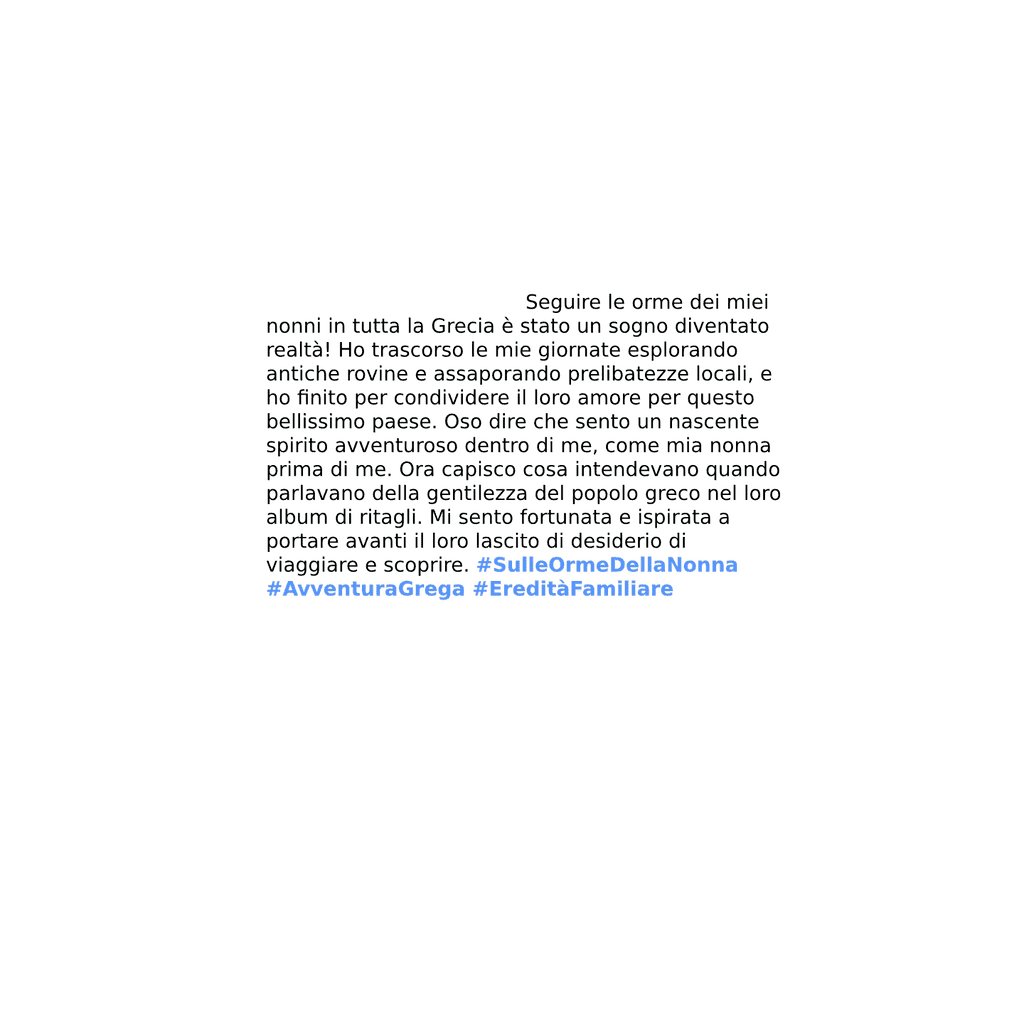 Seguire le orme dei miei
nonni in tutta la Grecia è stato un sogno diventato
realtà! Ho trascorso le mie giornate esplorando
antiche rovine e assaporando prelibatezze locali, e
ho finito per condividere il loro amore per questo
bellissimo paese. Oso dire che sento un nascente
spirito avventuroso dentro di me, come mia nonna
prima di me. Ora capisco cosa intendevano quando
parlavano della gentilezza del popolo greco nel loro
album di ritagli. Mi sento fortunata e ispirata a
portare avanti il loro lascito di desiderio di
viaggiare e scoprire. #SulleOrmeDellaNonna
#AvventuraGrega #EreditàFamiliare